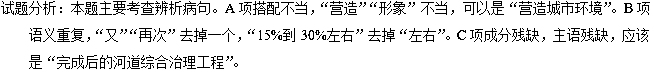 试题分析：本题主要考查辨析病句。A 项搭配不当，“营造”“形象”不当，可以是“营造城市环境”。B 项
语义重复，“又”“再次”去掉一个，“15%到 30%左右”去掉“左右”。C 项成分残缺，主语残缺，应该
是“完成后的河道综合治理工程”。